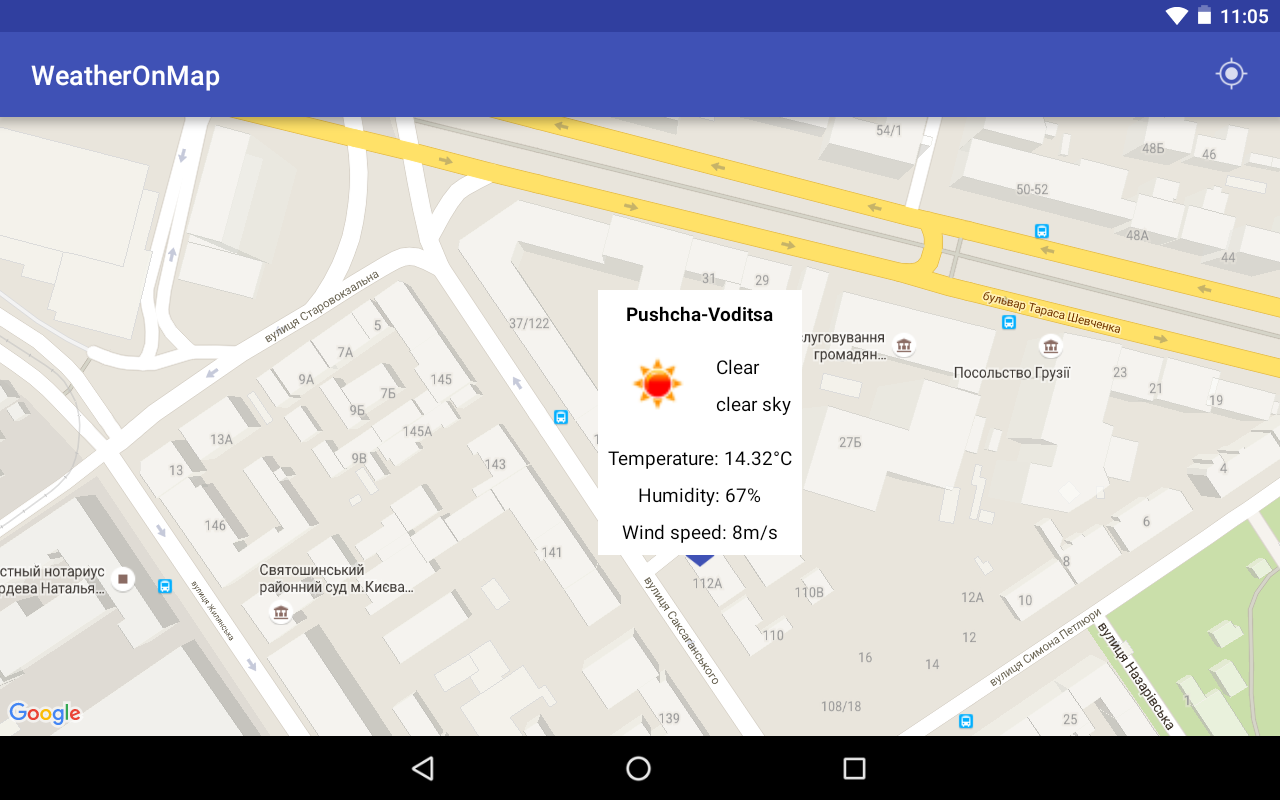 11:05
WeatherOnMap
54/1
48Б
46
50-52
48А
44
31
29
бульвар Тараса Шевченка
вулиця Старовокзальна
37/122
Pushcha-Voditsa
5
7А
слуговування
громадян...
Посольство Грузії
23
21
19
Clear
clear sky
9А
7Б
145
9Б
145А
13А
9В
27Б
143
13
4
Temperature: 14.32°C
Humidity: 67%
Wind speed: 8m/s
146
6
141
8
стный нотариус
рдева Наталья...
Святошинський
районний суд м.Києва...
вулиця Жилянська
112А
110Б
12А
10
вулиця Саксаганського
110
12
16
14
вулиця Симона Петлюри
вулиця Назарівська
1
108/18
139
25
Google